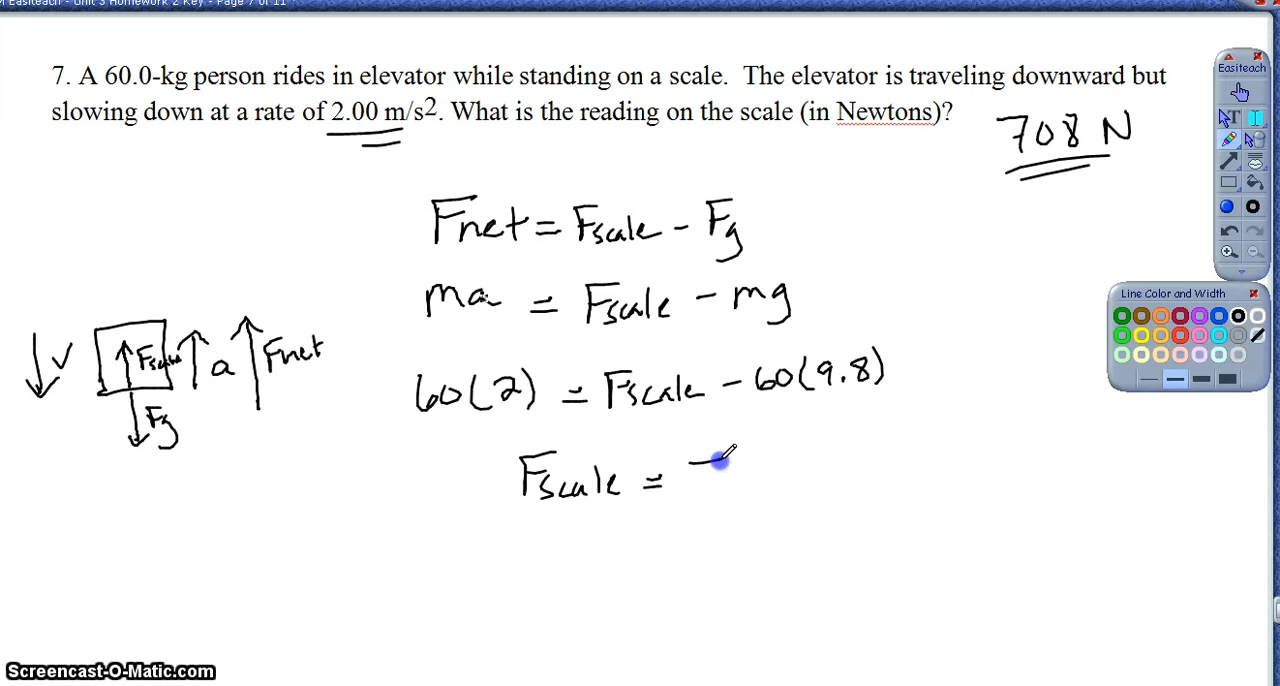 Easiteach - Unit 3 Homework 2 Key - Page 7 of 11
7. A 60.0-kg person rides in elevator while standing on a scale. The elevator is traveling downward but
slowing down at a rate of 2.00 m/s2. What is the reading on the scale (in Newtons)?
708 N
Fnet = Fscale - Fg
ma = Fscale - mg
V Fscale a Fnet
Fg
60(2) = Fscale - 60(9.8)
Fscale =
Easiteach
T
Line Color and Width
Screencast-O-Matic.com